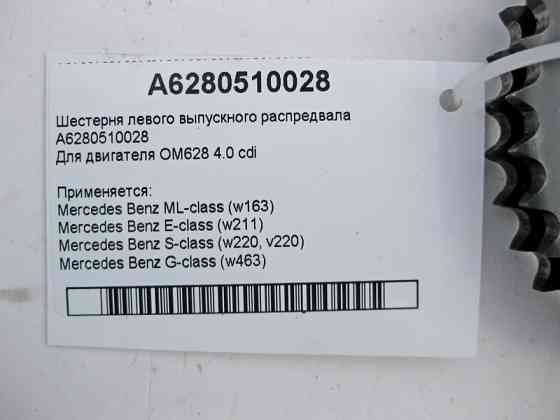 A6280510028
Шестерня левого выпускного распредвала
A6280510028
Для двигателя OM628 4.0 cdi
Применяется:
Mercedes Benz ML-class (w163)
Mercedes Benz E-class (w211)
Mercedes Benz S-class (w220, v220)
Mercedes Benz G-class (w463)